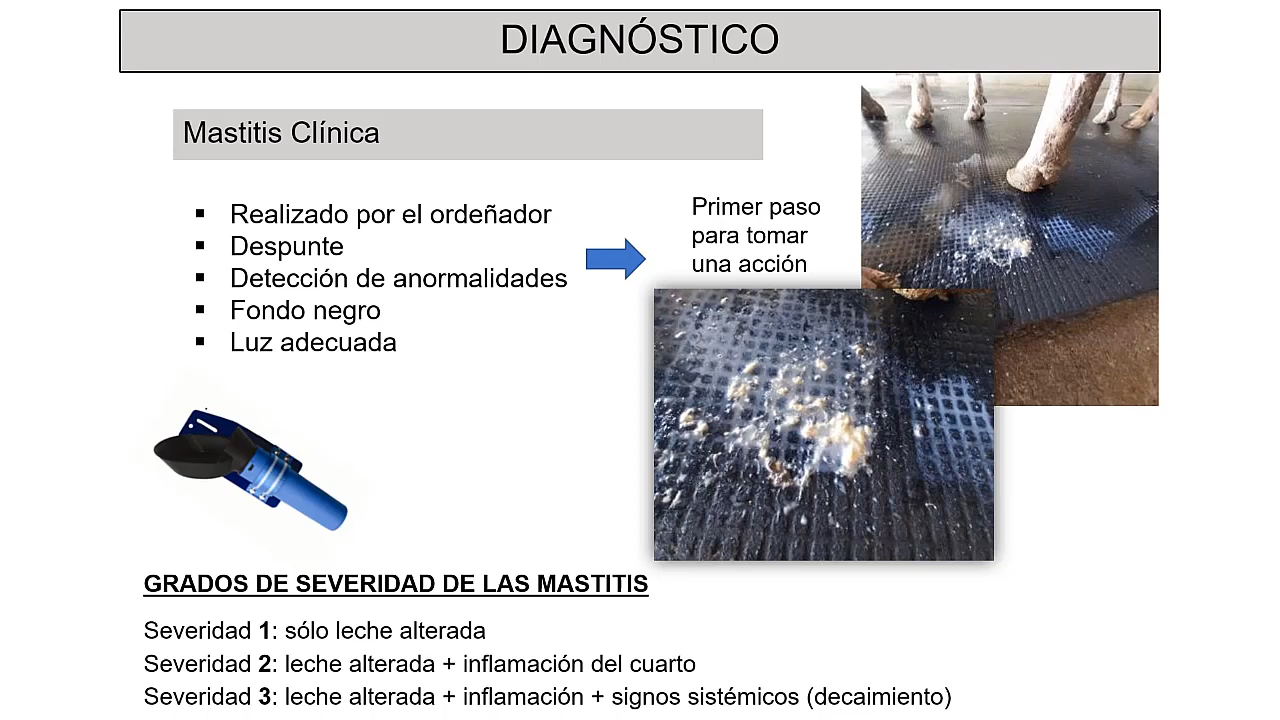 DIAGNÓSTICO
Mastitis Clínica
▪ Realizado por el ordeñador
▪ Despunte
▪ Detección de anormalidades
▪ Fondo negro
▪ Luz adecuada
Primer paso
para tomar
una acción
GRADOS DE SEVERIDAD DE LAS MASTITIS
Severidad 1: sólo leche alterada
Severidad 2: leche alterada + inflamación del cuarto
Severidad 3: leche alterada + inflamación + signos sistémicos (decaimiento)